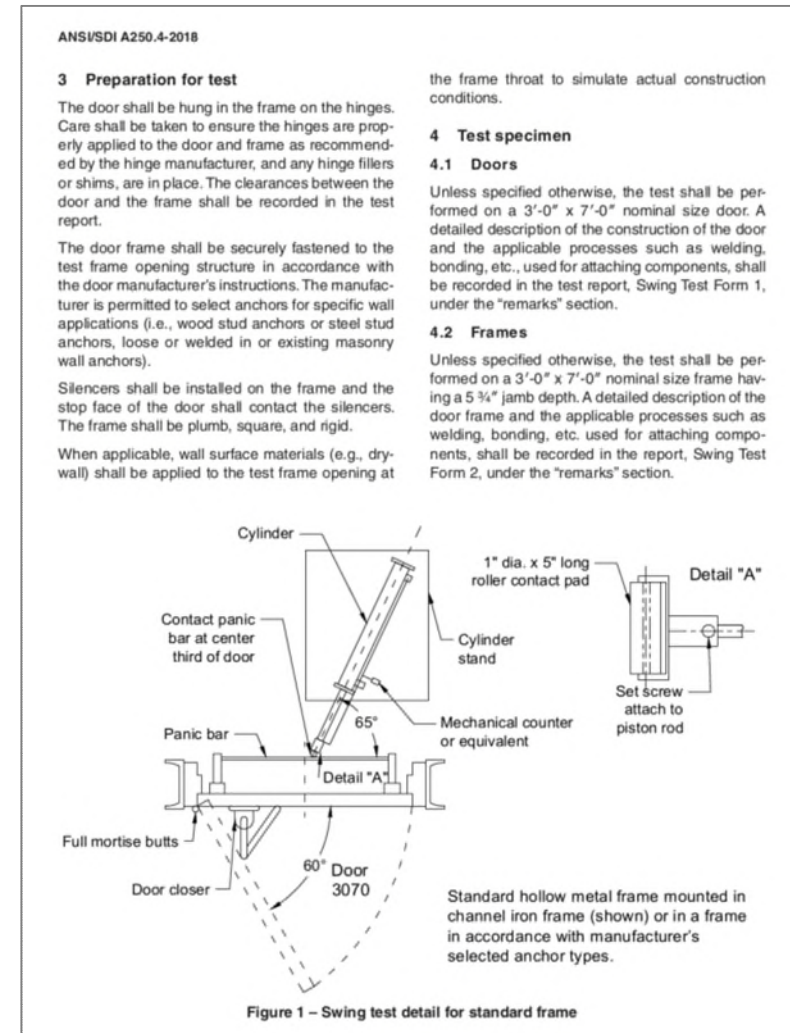 ANSI/SDI A250.4-2018
3 Preparation for test
The door shall be hung in the frame on the hinges.
Care shall be taken to ensure the hinges are prop-
erly applied to the door and frame as recommend-
ed by the hinge manufacturer, and any hinge fillers
or shims, are in place. The clearances between the
door and the frame shall be recorded in the test
report.
The door frame shall be securely fastened to the
test frame opening structure in accordance with
the door manufacturer's instructions. The manufac-
turer is permitted to select anchors for specific wall
applications (i.e., wood stud anchors or steel stud
anchors, loose or welded in or existing masonry
wall anchors).
Silencers shall be installed on the frame and the
stop face of the door shall contact the silencers.
The frame shall be plumb, square, and rigid.
When applicable, wall surface materials (e.g., dry-
wall) shall be applied to the test frame opening at
the frame throat to simulate actual construction
conditions.
4 Test specimen
4.1 Doors
Unless specified otherwise, the test shall be per-
formed on a 3′-0″ x 7′-0″ nominal size door. A
detailed description of the construction of the door
and the applicable processes such as welding,
bonding, etc., used for attaching components, shall
be recorded in the test report, Swing Test Form 1,
under the "remarks" section.
4.2 Frames
Unless specified otherwise, the test shall be per-
formed on a 3′-0″ x 7′-0″ nominal size frame hav-
ing a 5 ¾″ jamb depth. A detailed description of the
door frame and the applicable processes such as
welding, bonding, etc. used for attaching compo-
nents, shall be recorded in the report, Swing Test
Form 2, under the "remarks" section.
Cylinder
Contact panic
bar at center
third of door
Panic bar
Full mortise butts
Door closer
65°
Detail "A"
60°
Door
3070
Cylinder
stand
Mechanical counter
or equivalent
1" dia. x 5" long
roller contact pad
Detail "A"
Set screw
attach to
piston rod
Standard hollow metal frame mounted in
channel iron frame (shown) or in a frame
in accordance with manufacturer's
selected anchor types.
Figure 1 – Swing test detail for standard frame